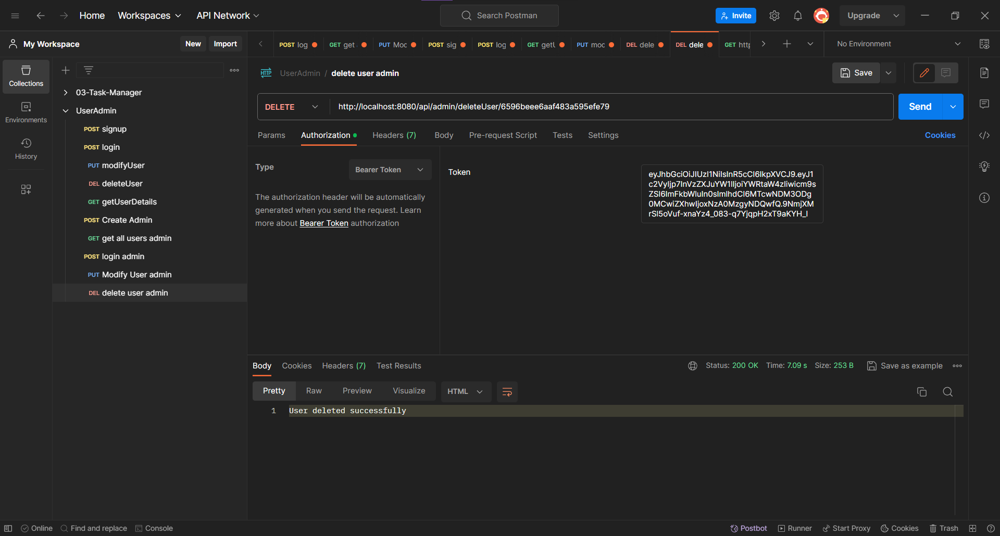 Home Workspaces API Network Search Postman Invite Upgrade
My Workspace New Import POST log GET get PUT Moc POST sig POST log GET getU PUT moc DEL dele DEL dele GET http No Environment
Collections
Environments
History
03-Task-Manager
UserAdmin
POST signup
POST login
PUT modifyUser
DEL deleteUser
GET getUserDetails
POST Create Admin
GET get all users admin
POST login admin
PUT Modify User admin
DEL delete user admin
HTTP UserAdmin / delete user admin Save
DELETE http://localhost:8080/api/admin/deleteUser/6596beee6aaf483a595efe79 Send
Params Authorization Headers (7) Body Pre-request Script Tests Settings Cookies
Type Bearer Token
The authorization header will be automatically
generated when you send the request. Learn
more about Bearer Token authorization
Token
eyJhbGciOiJIUzI1NiIsInR5cCI6IkpXVCJ9.eyJ1
c2VyIjp7InVzZXJuYW1lIjoiYWRtaW4zIiwicm9s
ZSI6ImFkbWluIn0sImlhdCI6MTcwNDM3ODg
0MCwiZXhwIjoxNzA0MzgyNDQwfQ.9NmjXM
rSI5oVuf-xnaYz4_083-q7YjqpH2xT9aKYH_I
Body Cookies Headers (7) Test Results Status: 200 OK Time: 7.09 s Size: 253 B Save as example
Pretty Raw Preview Visualize HTML
1 User deleted successfully
Online Find and replace Console Postbot Runner Start Proxy Cookies Trash